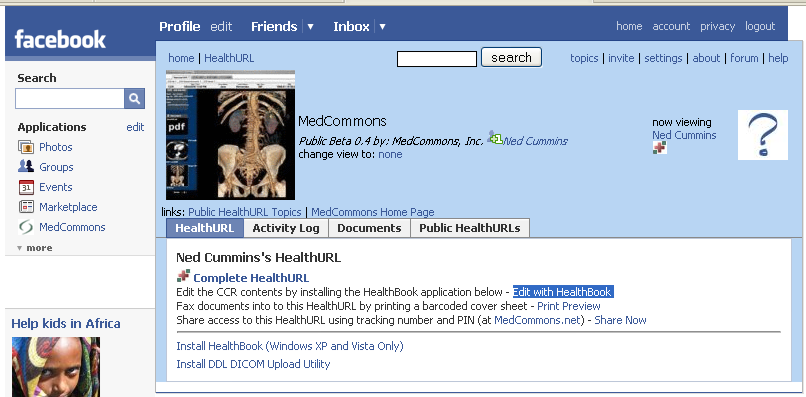 facebook
Profile edit Friends Inbox
home account privacy logout
Search
Applications edit
Photos
Groups
Events
Marketplace
MedCommons
more
Help kids in Africa
home | HealthURL
search
topics | invite | settings | about | forum | help
pdf
MedCommons
Public Beta 0.4 by: MedCommons, Inc. Ned Cummins
change view to: none
now viewing
Ned Cummins
?
links: Public HealthURL Topics | MedCommons Home Page
HealthURL Activity Log Documents Public HealthURLs
Ned Cummins's HealthURL
Complete HealthURL
Edit the CCR contents by installing the HealthBook application below - Edit with HealthBook
Fax documents into to this HealthURL by printing a barcoded cover sheet - Print Preview
Share access to this HealthURL using tracking number and PIN (at MedCommons.net) - Share Now
Install HealthBook (Windows XP and Vista Only)
Install DDL DICOM Upload Utility